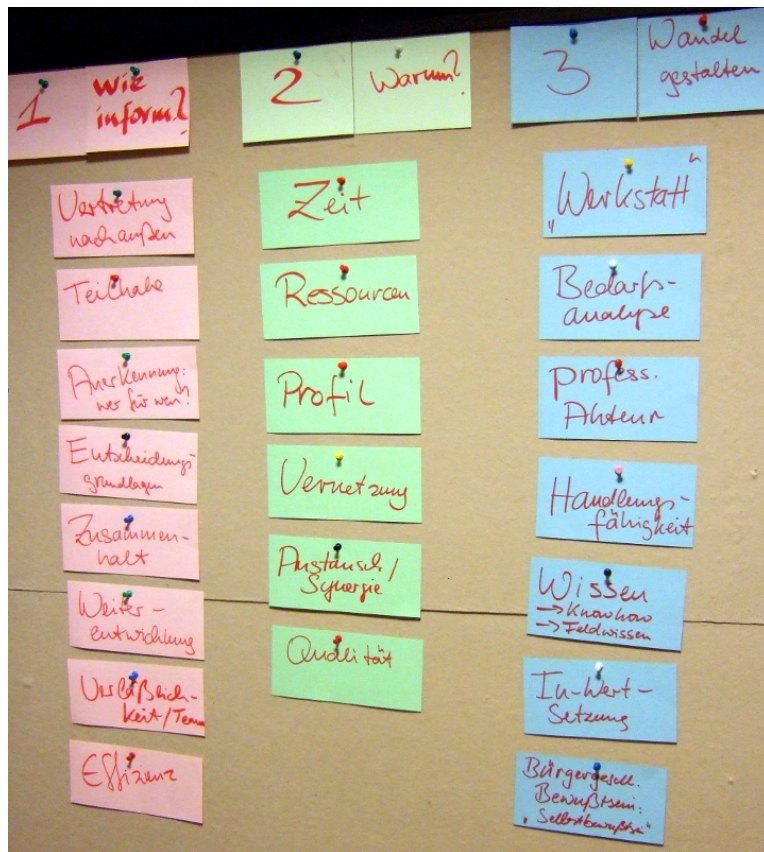 1
wie
inform.?
Vertretung
nach außen
Teilhabe
Anerkennung:
wer für wen?
Entscheidungs-
grundlagen
Zusammen-
halt
Weiter-
entwicklung
Verläßlich-
keit/Team
Effizienz
2
Warum?
Zeit
Ressourcen
Profil
Vernetzung
Austausch/
Synergie
Qualität
3
Wandel
gestalten
"Werkstatt"
Bedarfs-
analyse
profess.
Akteur
Handlungs-
fähigkeit
Wissen
→ Knowhow
→ Feldwissen
In-Wert-
Setzung
Bürgergesell.
Bewußtsein:
"Selbstbewußtsein"